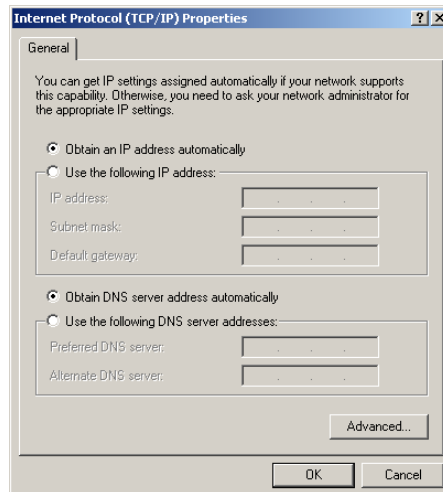 Internet Protocol (TCP/IP) Properties
General
You can get IP settings assigned automatically if your network supports
this capability. Otherwise, you need to ask your network administrator for
the appropriate IP settings.
Obtain an IP address automatically
Use the following IP address:
IP address:
Subnet mask:
Default gateway:
Obtain DNS server address automatically
Use the following DNS server addresses:
Preferred DNS server:
Alternate DNS server:
Advanced...
OK
Cancel